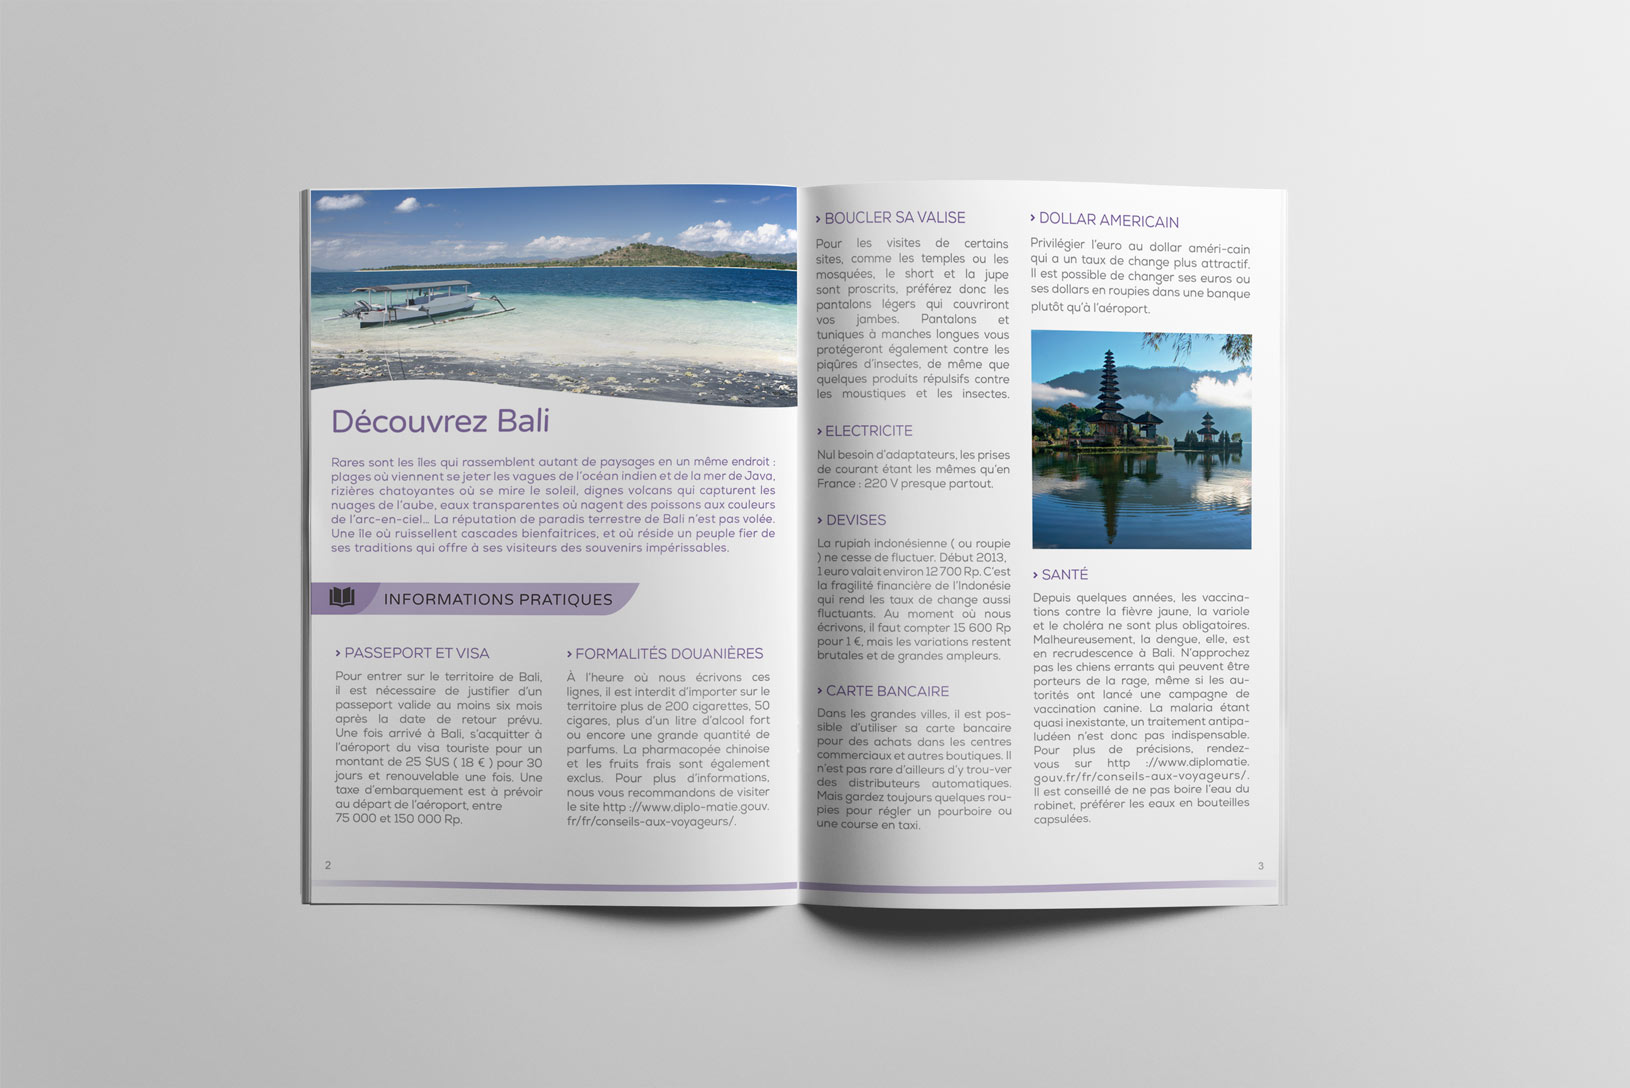 Découvrez Bali
Rares sont les îles qui rassemblent autant de paysages en un même endroit :
plages où viennent se jeter les vagues de l'océan indien et de la mer de Java,
rizières chatoyantes où se mire le soleil, dignes volcans qui capturent les
nuages de l'aube, eaux transparentes où nagent des poissons aux couleurs
de l'arc-en-ciel... La réputation de paradis terrestre de Bali n'est pas volée.
Une île où ruissellent cascades bienfaitrices, et où réside un peuple fier de
ses traditions qui offre à ses visiteurs des souvenirs impérissables.
INFORMATIONS PRATIQUES
› PASSEPORT ET VISA
Pour entrer sur le territoire de Bali,
il est nécessaire de justifier d'un
passeport valide au moins six mois
après la date de retour prévu.
Une fois arrivé à Bali, s'acquitter à
l'aéroport du visa touriste pour un
montant de 25 $US ( 18 € ) pour 30
jours et renouvelable une fois. Une
taxe d'embarquement est à prévoir
au départ de l'aéroport, entre
75 000 et 150 000 Rp.
› FORMALITÉS DOUANIÈRES
À l'heure où nous écrivons ces
lignes, il est interdit d'importer sur le
territoire plus de 200 cigarettes, 50
cigares, plus d'un litre d'alcool fort
ou encore une grande quantité de
parfums. La pharmacopée chinoise
et les fruits frais sont également
exclus. Pour plus d'informations,
nous vous recommandons de visiter
le site http ://www.diplo-matie.gouv.
fr/fr/conseils-aux-voyageurs/.
2
› BOUCLER SA VALISE
Pour les visites de certains
sites, comme les temples ou les
mosquées, le short et la jupe
sont proscrits, préférez donc les
pantalons légers qui couvriront
vos jambes. Pantalons et
tuniques à manches longues vous
protégeront également contre les
piqûres d'insectes, de même que
quelques produits répulsifs contre
les moustiques et les insectes.
› ELECTRICITE
Nul besoin d'adaptateurs, les prises
de courant étant les mêmes qu'en
France : 220 V presque partout.
› DEVISES
La rupiah indonésienne ( ou roupie
) ne cesse de fluctuer. Début 2013,
1 euro valait environ 12 700 Rp. C'est
la fragilité financière de l'Indonésie
qui rend les taux de change aussi
fluctuants. Au moment où nous
écrivons, il faut compter 15 600 Rp
pour 1 €, mais les variations restent
brutales et de grandes ampleurs.
› CARTE BANCAIRE
Dans les grandes villes, il est pos-
sible d'utiliser sa carte bancaire
pour des achats dans les centres
commerciaux et autres boutiques. Il
n'est pas rare d'ailleurs d'y trou-ver
des distributeurs automatiques.
Mais gardez toujours quelques rou-
pies pour régler un pourboire ou
une course en taxi.
› DOLLAR AMERICAIN
Privilégier l'euro au dollar améri-cain
qui a un taux de change plus attractif.
Il est possible de changer ses euros ou
ses dollars en roupies dans une banque
plutôt qu'à l'aéroport.
› SANTÉ
Depuis quelques années, les vaccina-
tions contre la fièvre jaune, la variole
et le choléra ne sont plus obligatoires.
Malheureusement, la dengue, elle, est
en recrudescence à Bali. N'approchez
pas les chiens errants qui peuvent être
porteurs de la rage, même si les au-
torités ont lancé une campagne de
vaccination canine. La malaria étant
quasi inexistante, un traitement antipa-
ludéen n'est donc pas indispensable.
Pour plus de précisions, rendez-
vous sur http ://www.diplomatie.
gouv.fr/fr/conseils-aux-voyageurs/.
Il est conseillé de ne pas boire l'eau du
robinet, préférer les eaux en bouteilles
capsulées.
3